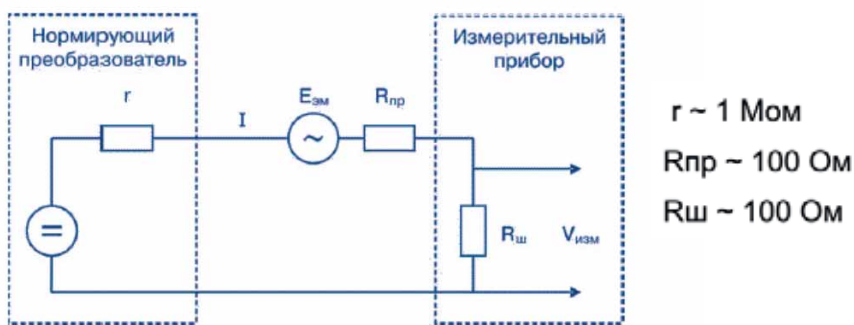 Нормирующий
преобразователь
r
I
Eэм
Rпр
Измерительный
прибор
Rш
Vизм
r ~ 1 Мом
Rпр ~ 100 Ом
Rш ~ 100 Ом